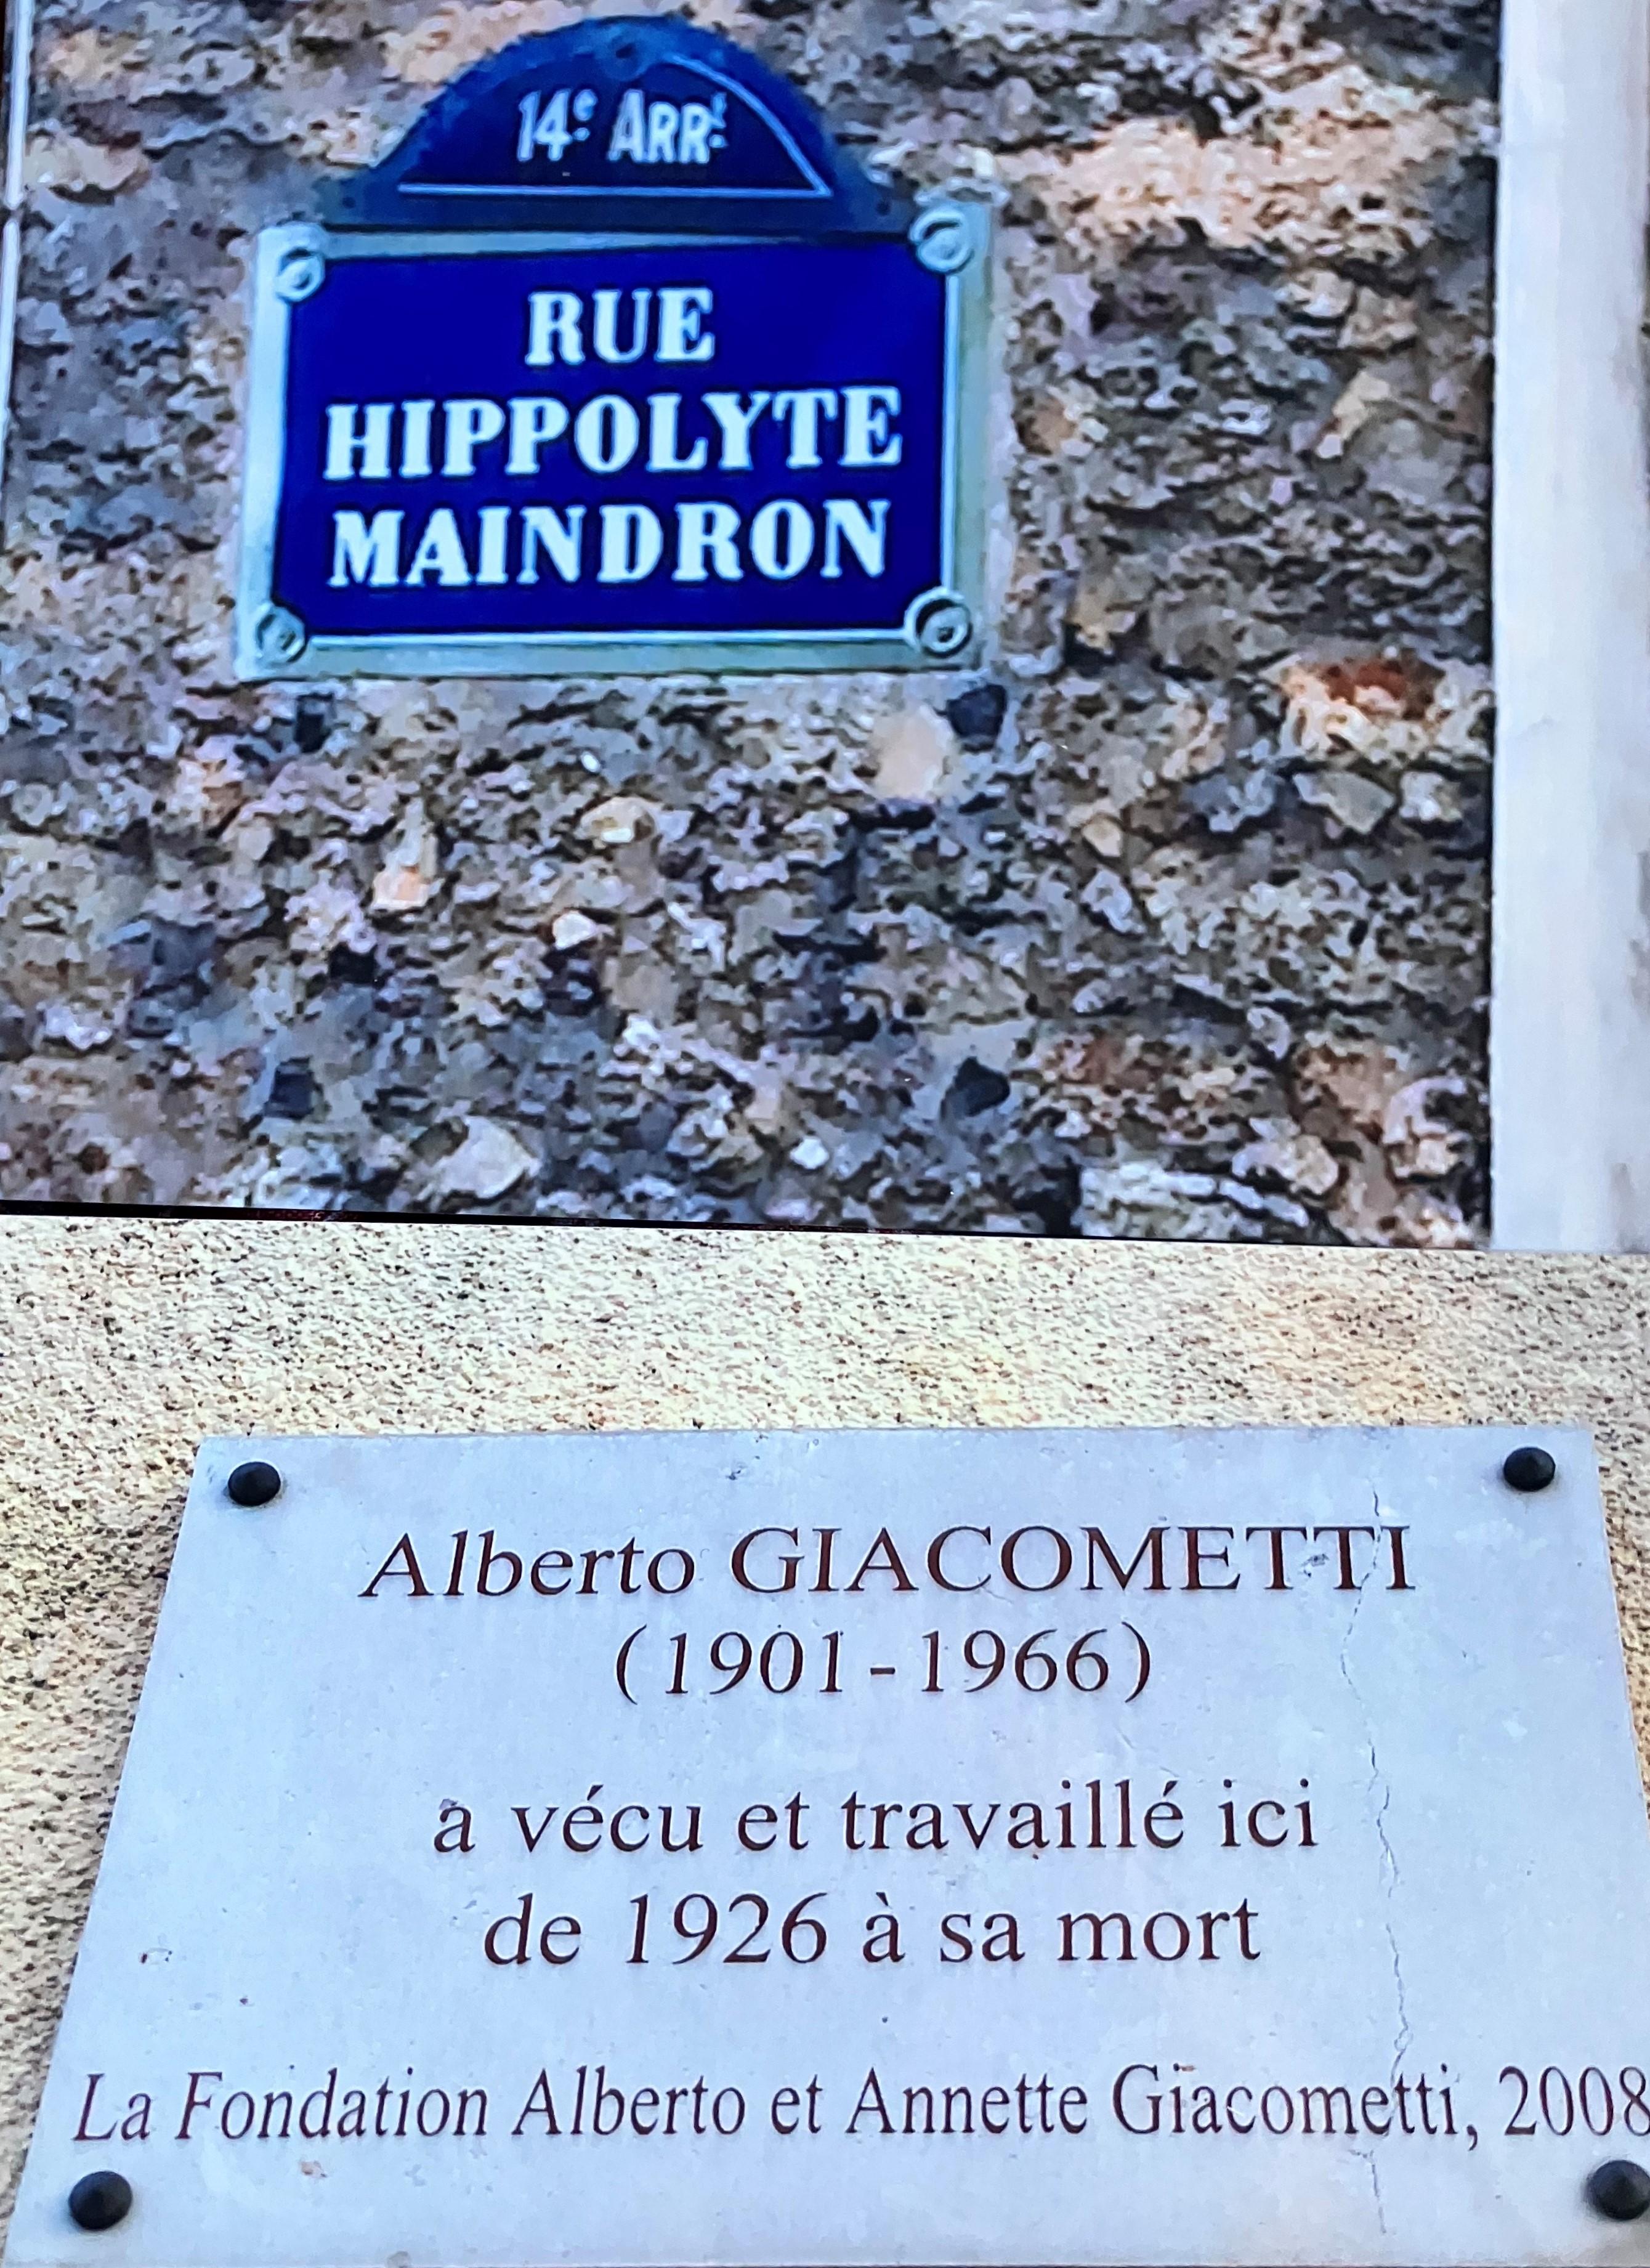 14e ARRt
RUE
HIPPOLYTE
MAINDRON
Alberto GIACOMETTI
(1901-1966)
a vécu et travaillé ici
de 1926 à sa mort
La Fondation Alberto et Annette Giacometti, 2008